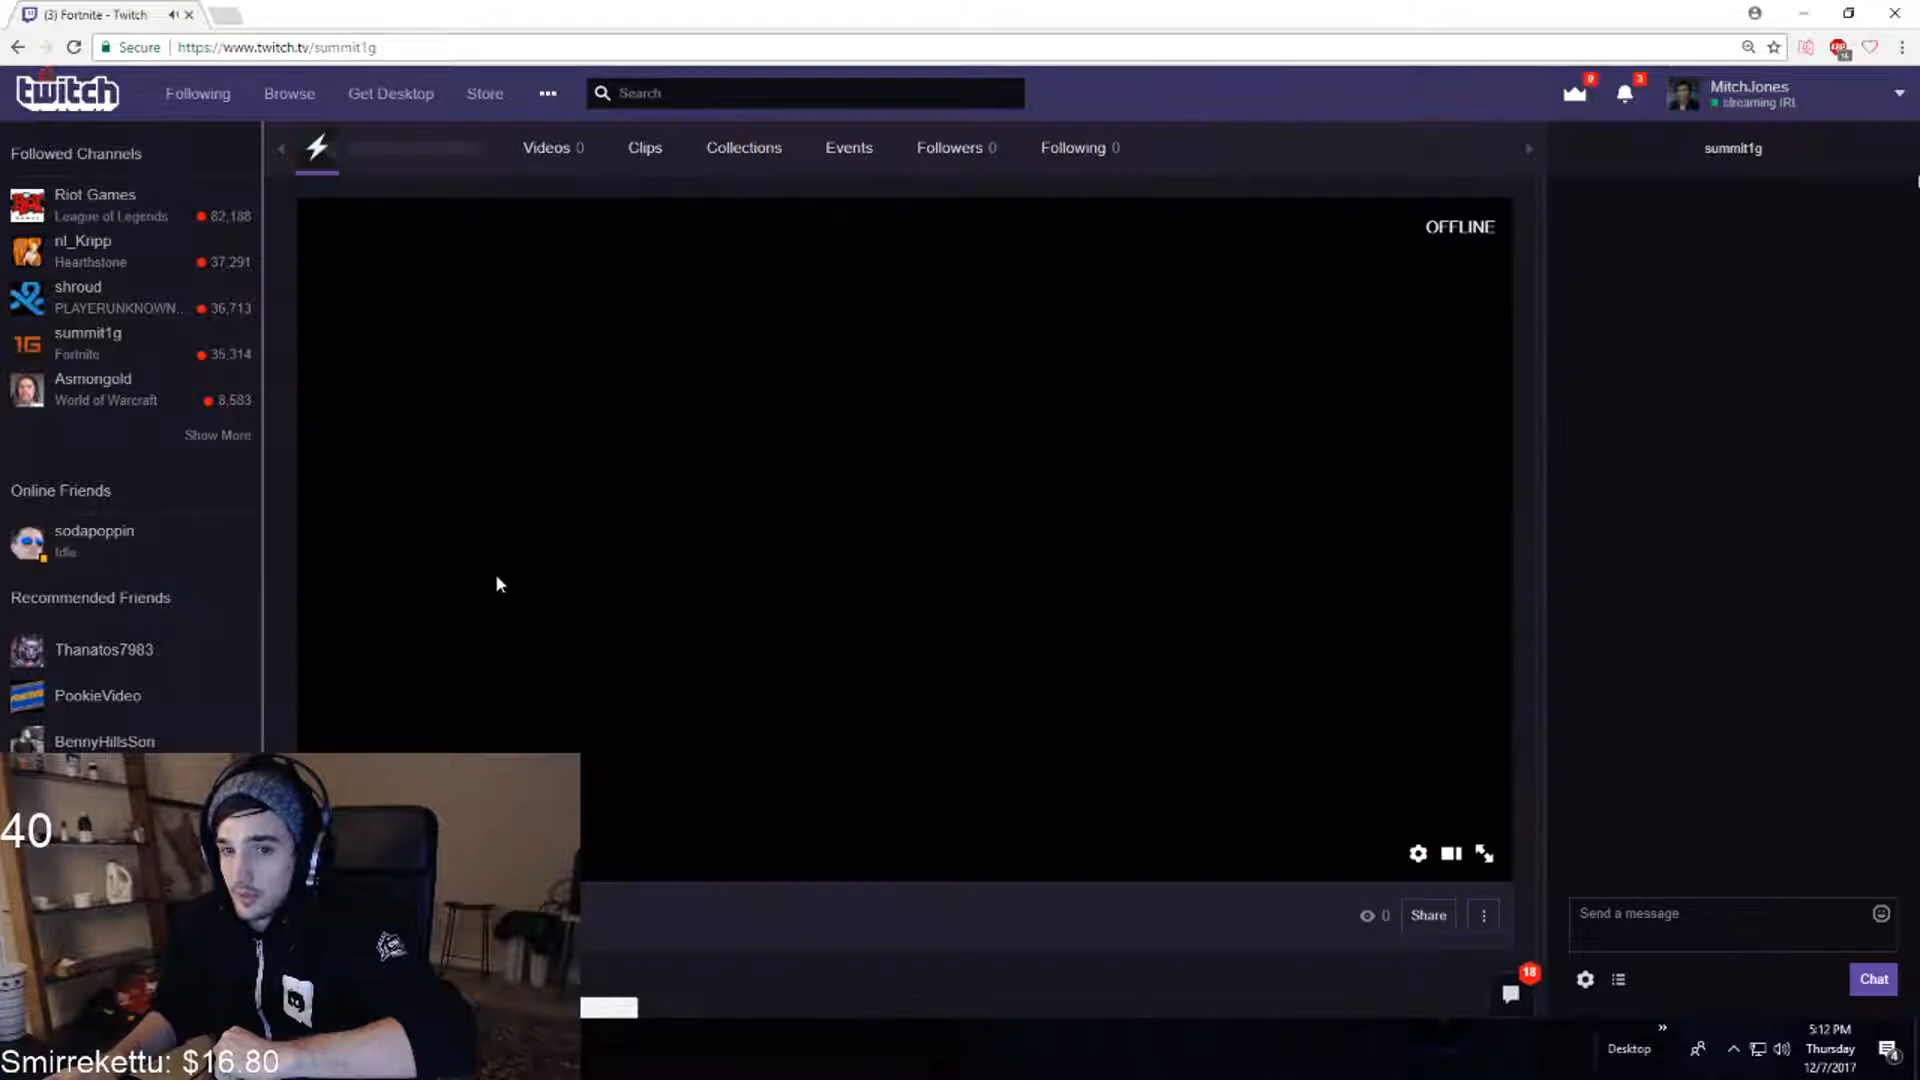 (3) Fortnite - Twitch
Secure https://www.twitch.tv/summit1g
twitch Following Browse Get Desktop Store ••• Search 9 3 MitchJones
streaming IRL
Followed Channels Videos 0 Clips Collections Events Followers 0 Following 0 summit1g
Riot Games
League of Legends 82,188
nl_Kripp
Hearthstone 37,291
shroud
PLAYERUNKNOWN... 36,713
1G summit1g
Fortnite 35,314
Asmongold
World of Warcraft 8,583
Show More
OFFLINE
Online Friends
sodapoppin
Idle
Recommended Friends
Thanatos7983
PookieVideo
BennyHillsSon
40
0 Share
Send a message
18
Chat
Smirrekettu: $16.80
Desktop
5:12 PM
Thursday
12/7/2017
4